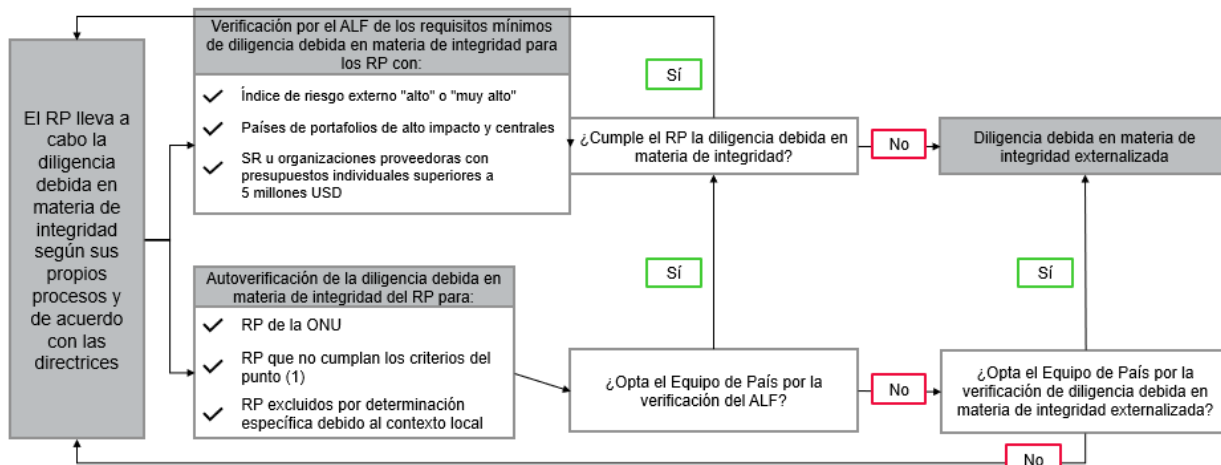 El RP lleva a
cabo la
diligencia
debida en
materia de
integridad
según sus
propios
procesos y
de acuerdo
con las
directrices
Verificación por el ALF de los requisitos mínimos
de diligencia debida en materia de integridad para
los RP con:
Índice de riesgo externo "alto" o "muy alto"
Países de portafolios de alto impacto y centrales
SR u organizaciones proveedoras con
presupuestos individuales superiores a
5 millones USD
Sí
¿Cumple el RP la diligencia debida en
materia de integridad?
No
Diligencia debida en materia de
integridad externalizada
Autoverificación de la diligencia debida en
materia de integridad del RP para:
RP de la ONU
RP que no cumplan los criterios del
punto (1)
RP excluidos por determinación
específica debido al contexto local
Sí
Sí
¿Opta el Equipo de País por la
verificación del ALF?
No
¿Opta el Equipo de País por la
verificación de diligencia debida en
materia de integridad externalizada?
No